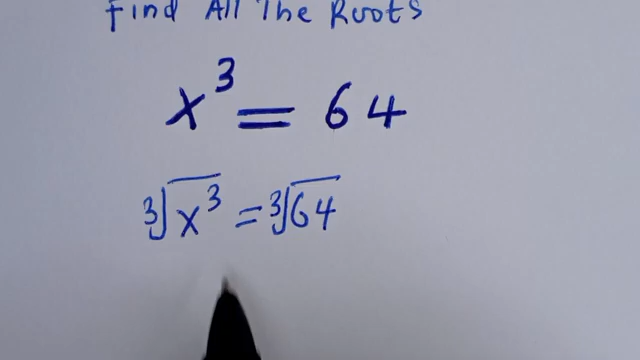 find All The Roots
x³ = 64
∛x³ = ∛64